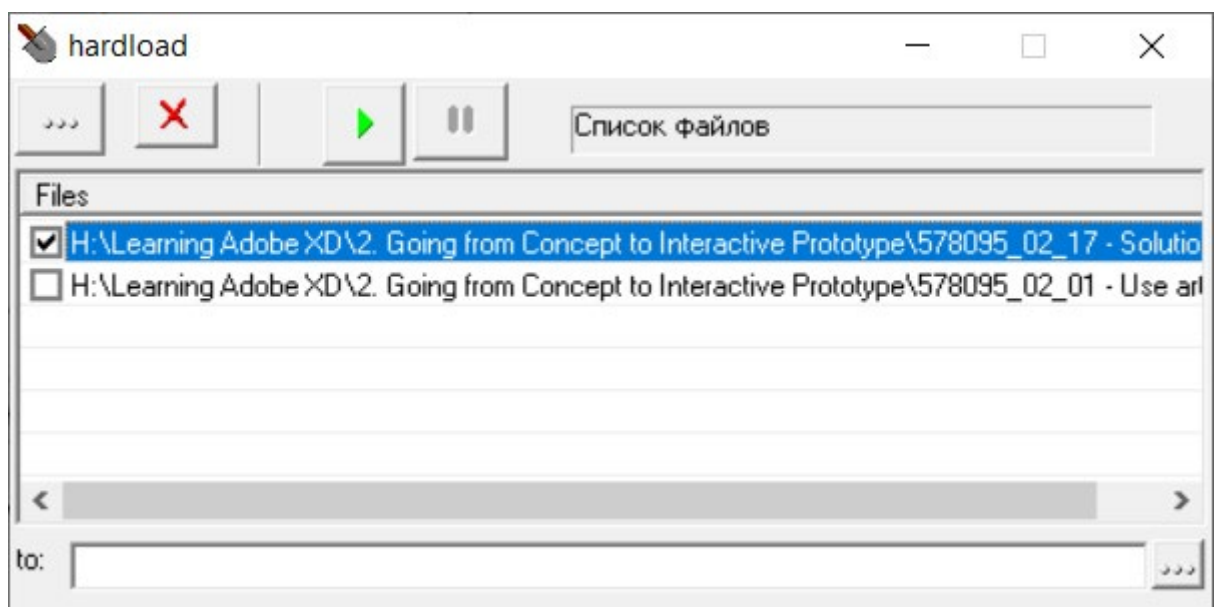 hardload
Список файлов
Files
H:\Learning Adobe XD\2. Going from Concept to Interactive Prototype\578095_02_17 - Solutio
H:\Learning Adobe XD\2. Going from Concept to Interactive Prototype\578095_02_01 - Use art
to: